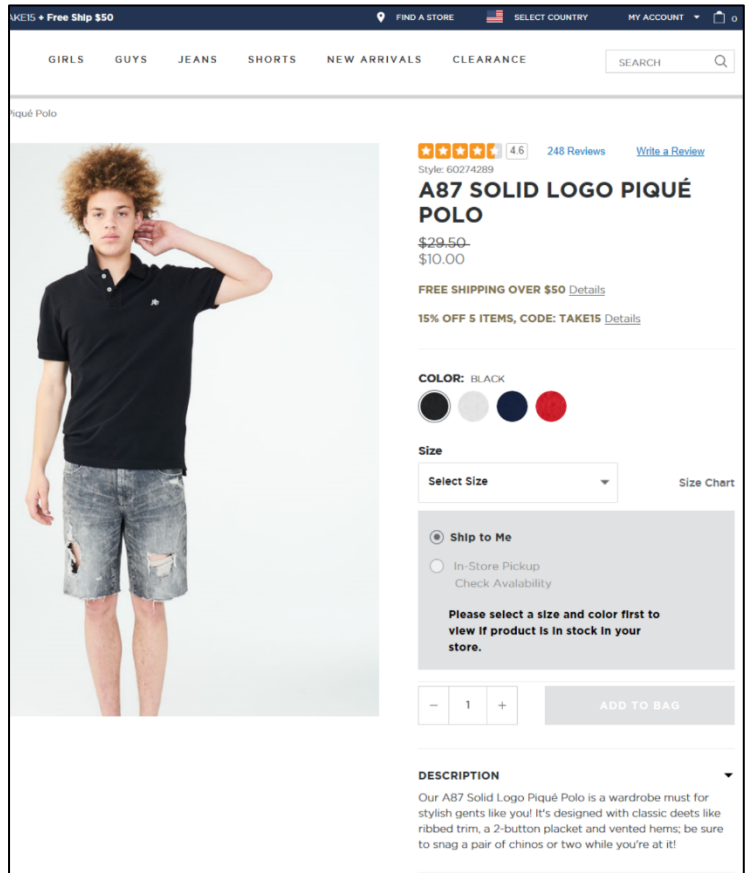 AKE15 + Free Ship $50
FIND A STORE
SELECT COUNTRY
MY ACCOUNT
0
GIRLS GUYS JEANS SHORTS NEW ARRIVALS CLEARANCE
SEARCH
Piqué Polo
4.6 248 Reviews Write a Review
Style: 60274289
A87 SOLID LOGO PIQUÉ
POLO
$29.50
$10.00
FREE SHIPPING OVER $50 Details
15% OFF 5 ITEMS, CODE: TAKE15 Details
COLOR: BLACK
Size
Select Size
Size Chart
Ship to Me
In-Store Pickup
Check Avalability
Please select a size and color first to
view if product is in stock in your
store.
− 1 +
ADD TO BAG
DESCRIPTION
Our A87 Solid Logo Piqué Polo is a wardrobe must for
stylish gents like you! It's designed with classic deets like
ribbed trim, a 2-button placket and vented hems; be sure
to snag a pair of chinos or two while you're at it!